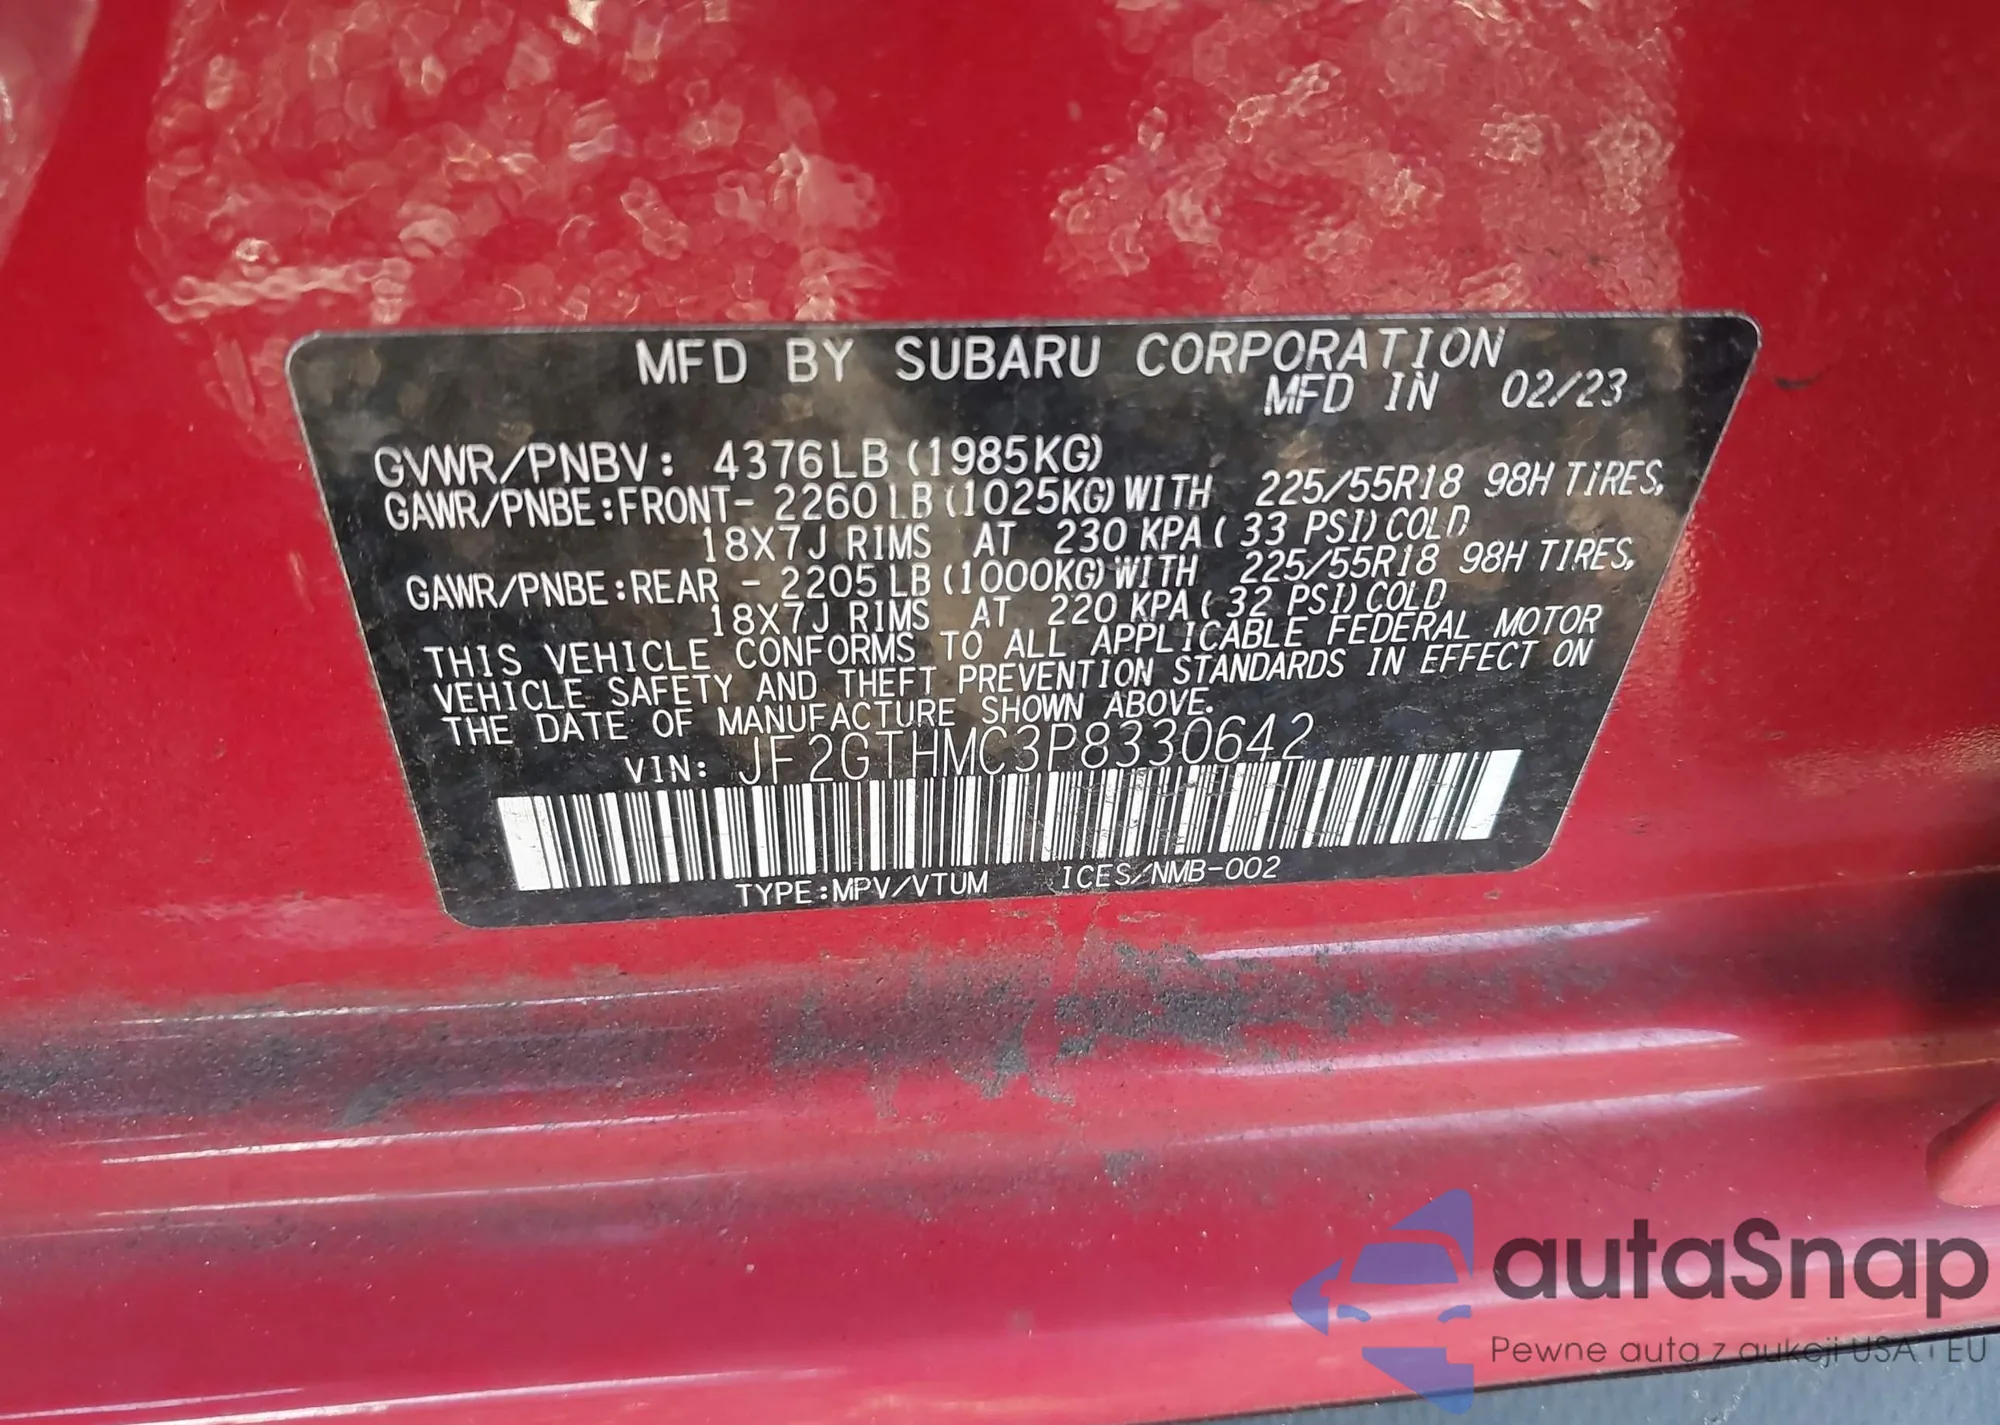 MFD BY SUBARU CORPORATION
MFD IN 02/23
GVWR/PNBV: 4376LB (1985KG)
GAWR/PNBE:FRONT- 2260LB (1025KG) WITH 225/55R18 98H TIRES,
18X7J RIMS AT 230 KPA ( 33 PSI) COLD
GAWR/PNBE:REAR - 2205LB (1000KG) WITH 225/55R18 98H TIRES,
18X7J RIMS AT 220 KPA ( 32 PSI) COLD
THIS VEHICLE CONFORMS TO ALL APPLICABLE FEDERAL MOTOR
VEHICLE SAFETY AND THEFT PREVENTION STANDARDS IN EFFECT ON
THE DATE OF MANUFACTURE SHOWN ABOVE.
VIN: JF2GTHMC3P8330642
TYPE:MPV/VTUM ICES/NMB-002
autaSnap
Pewne auta z aukcji USA i EU